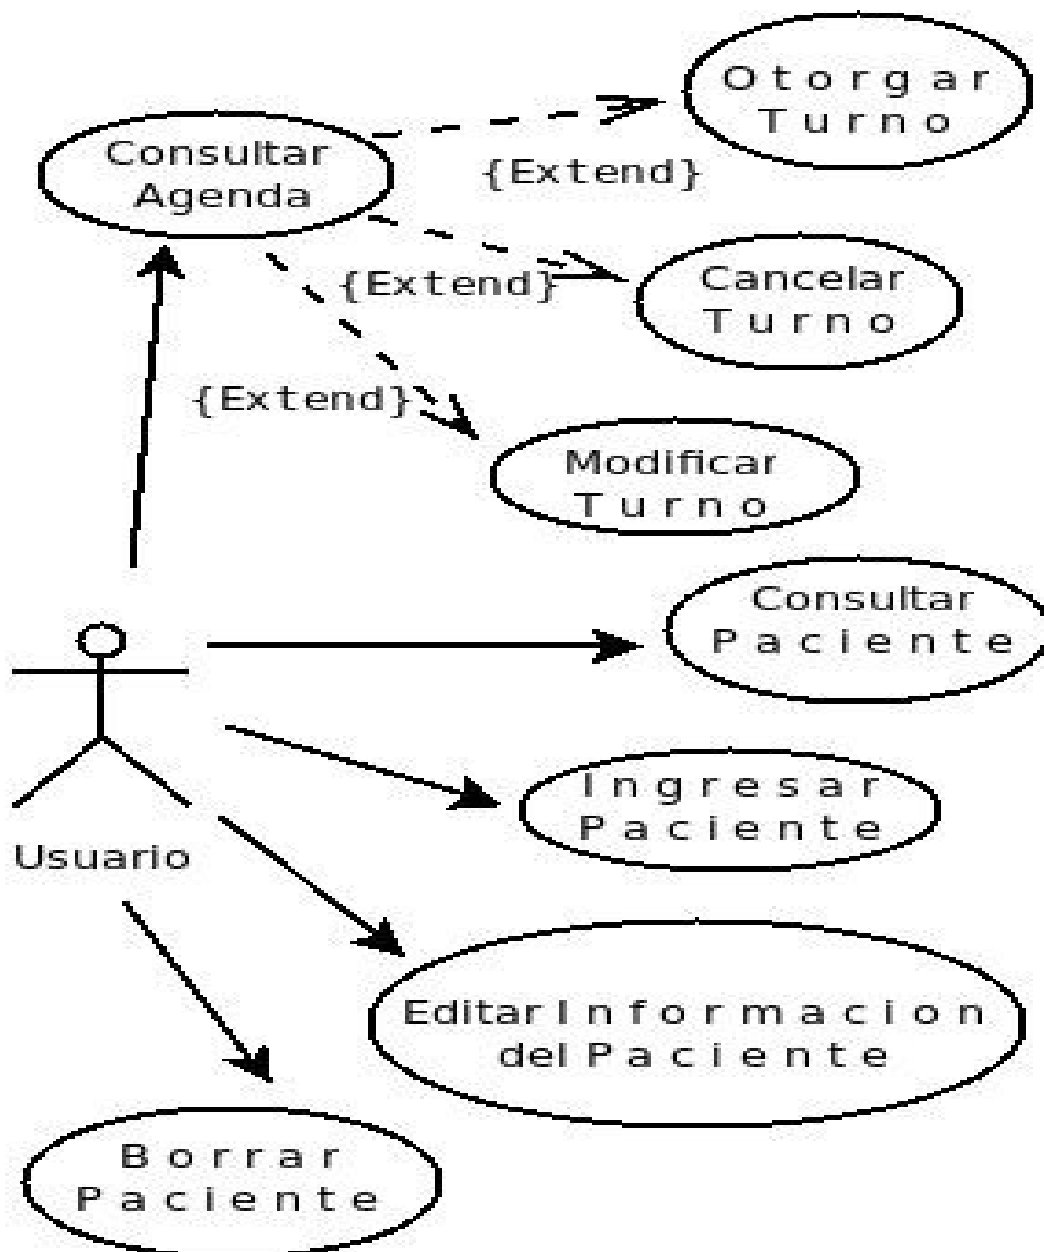 Otorgar
Turno
Consultar
Agenda
{Extend}
{Extend}
Cancelar
Turno
{Extend}
Modificar
Turno
Consultar
Paciente
Ingresar
Paciente
Usuario
Editar Informacion
del Paciente
Borrar
Paciente